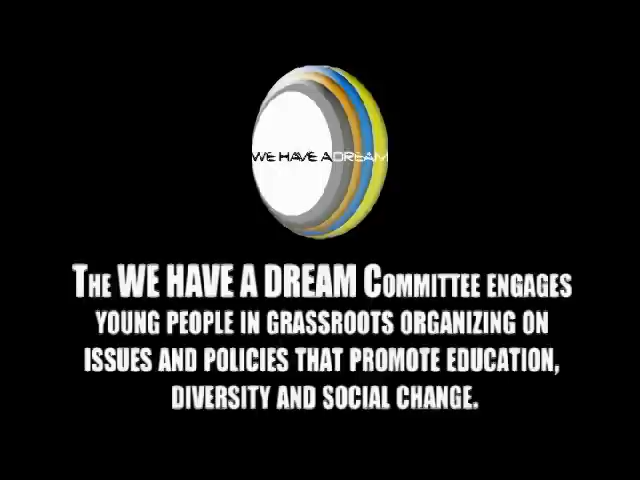 WE HAVE A DREAM
THE WE HAVE A DREAM COMMITTEE ENGAGES
YOUNG PEOPLE IN GRASSROOTS ORGANIZING ON
ISSUES AND POLICIES THAT PROMOTE EDUCATION,
DIVERSITY AND SOCIAL CHANGE.